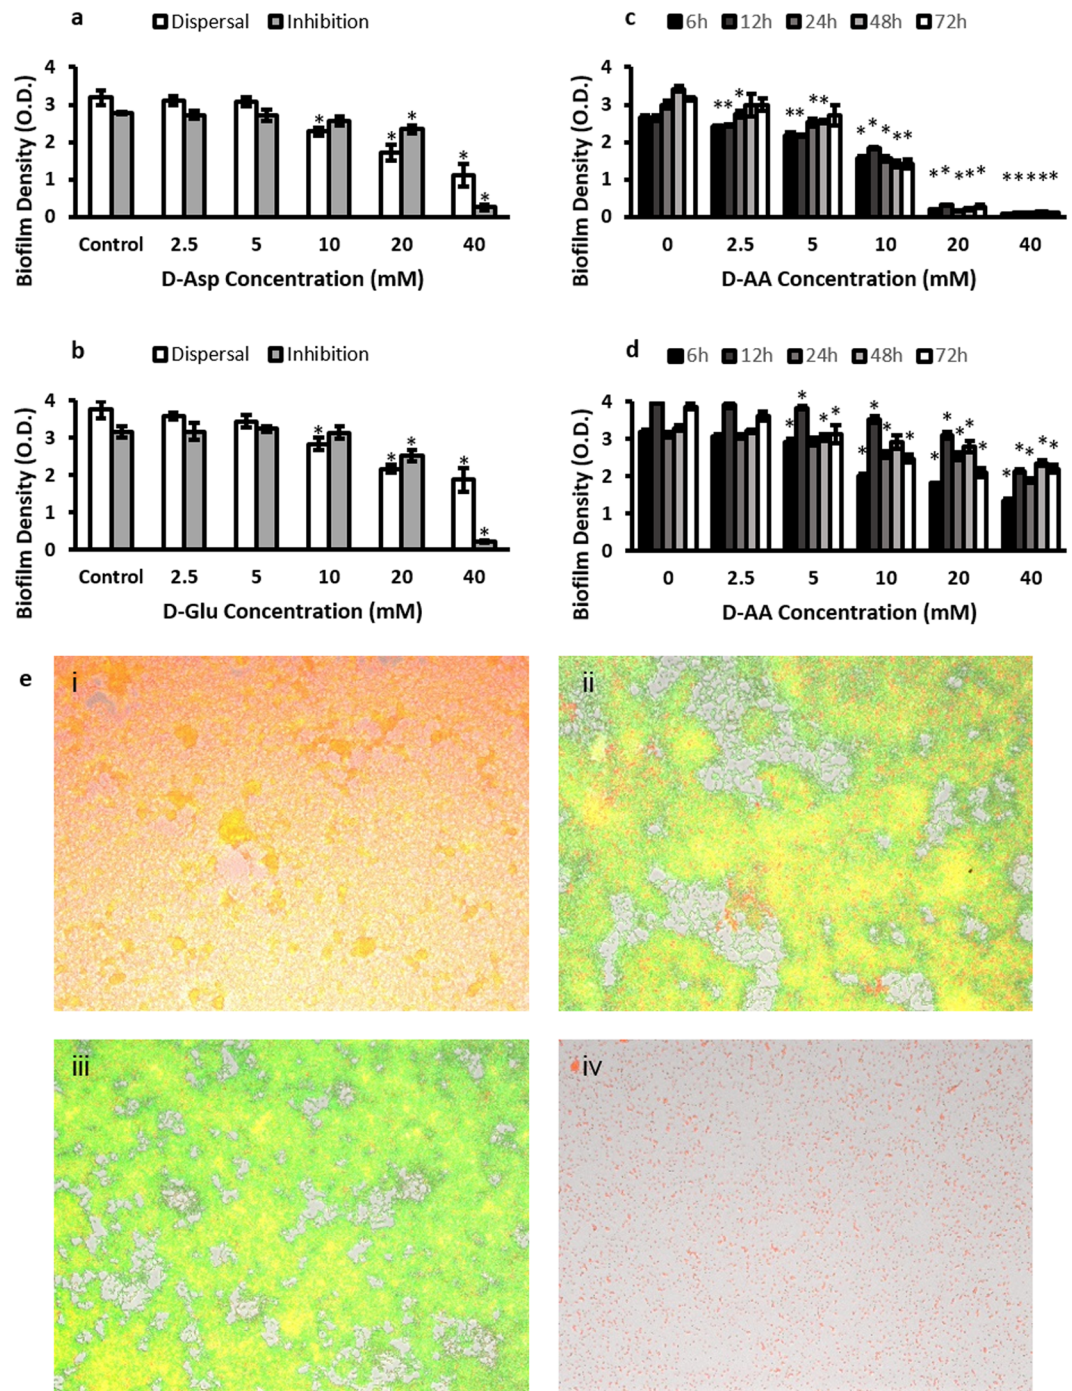 a
Dispersal Inhibition
Biofilm Density (O.D.)
4
3
2
1
0
* * * * *
Control 2.5 5 10 20 40
D-Asp Concentration (mM)
c
6h 12h 24h 48h 72h
Biofilm Density (O.D.)
4
3
2
1
0
*** **** ***** ***** *****
0 2.5 5 10 20 40
D-AA Concentration (mM)
b
Dispersal Inhibition
Biofilm Density (O.D.)
4
3
2
1
0
* * * * *
Control 2.5 5 10 20 40
D-Glu Concentration (mM)
d
6h 12h 24h 48h 72h
Biofilm Density (O.D.)
4
3
2
1
0
**** **** ***** *****
0 2.5 5 10 20 40
D-AA Concentration (mM)
e
i
ii
iii
iv